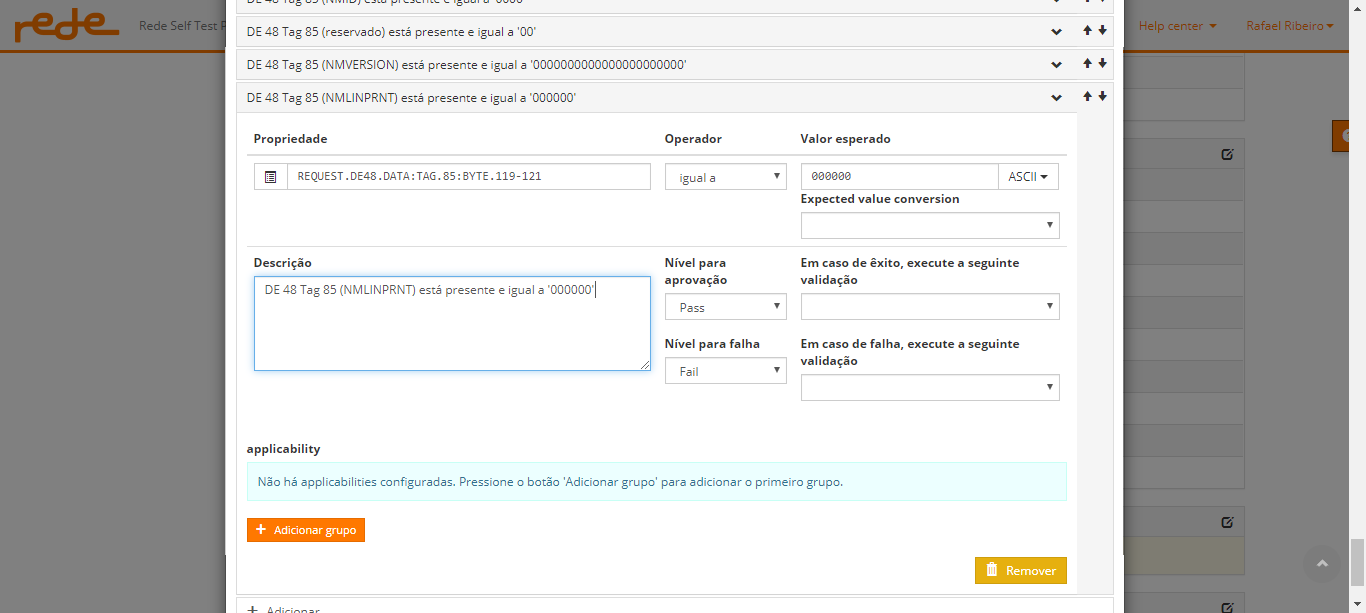 DE 48 Tag 85 (NMID) está presente e igual a '0000'
rede Rede Self Test P
DE 48 Tag 85 (reservado) está presente e igual a '00'
Help center Rafael Ribeiro
DE 48 Tag 85 (NMVERSION) está presente e igual a '0000000000000000000000'
DE 48 Tag 85 (NMLINPRNT) está presente e igual a '000000'
Propriedade Operador Valor esperado
REQUEST.DE48.DATA:TAG.85:BYTE.119-121 igual a 000000 ASCII
Expected value conversion
Descrição Nível para aprovação Em caso de êxito, execute a seguinte validação
DE 48 Tag 85 (NMLINPRNT) está presente e igual a '000000'
Pass
Nível para falha Em caso de falha, execute a seguinte validação
Fail
applicability
Não há applicabilities configuradas. Pressione o botão 'Adicionar grupo' para adicionar o primeiro grupo.
+ Adicionar grupo
Remover
+ Adicionar